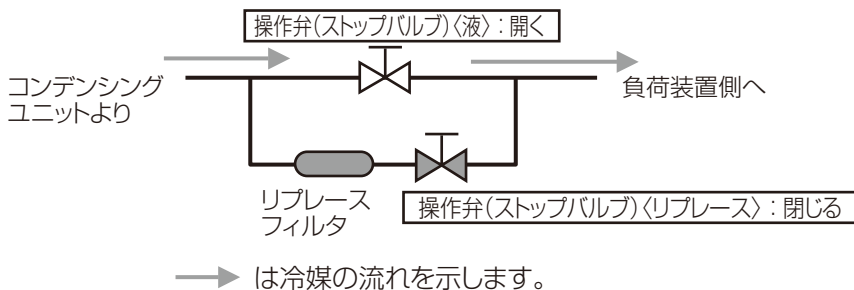 操作弁(ストップバルブ)〈液〉:開く
コンデンシング
ユニットより
負荷装置側へ
リプレース
フィルタ
操作弁(ストップバルブ)〈リプレース〉:閉じる
は冷媒の流れを示します。